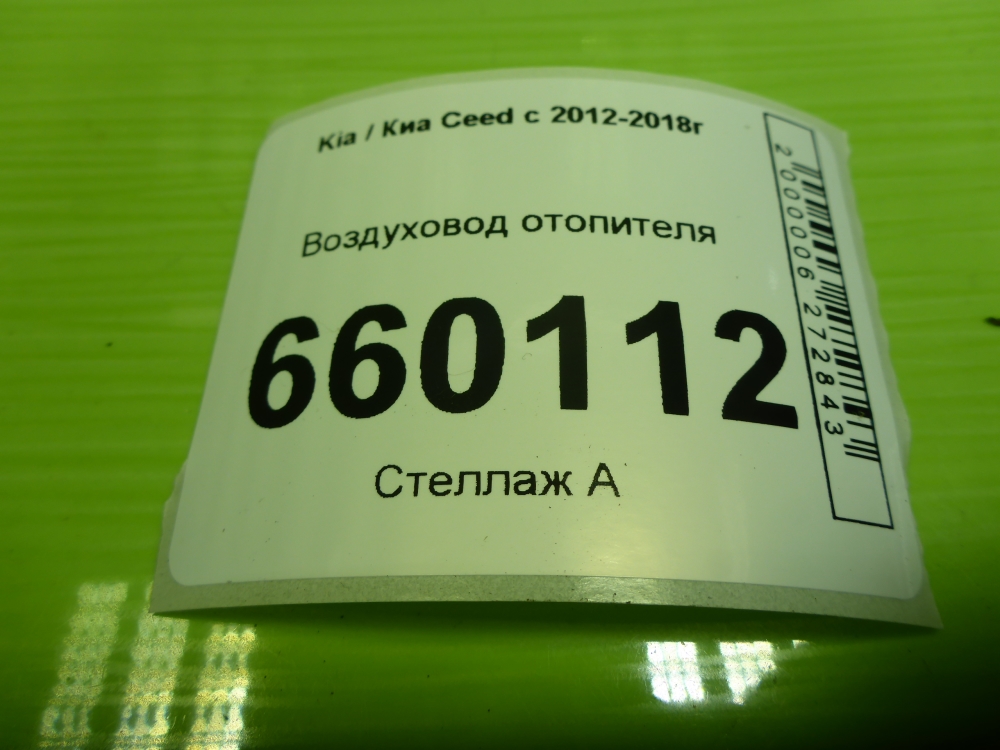 Kia / Киа Ceed с 2012-2018г
Воздуховод отопителя
660112
Стеллаж А
2000006272843